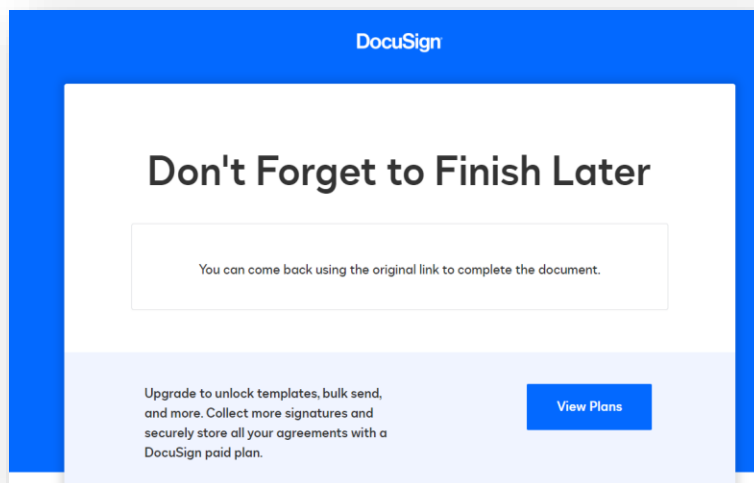 DocuSign
Don't Forget to Finish Later
You can come back using the original link to complete the document.
Upgrade to unlock templates, bulk send,
and more. Collect more signatures and
securely store all your agreements with a
DocuSign paid plan.
View Plans